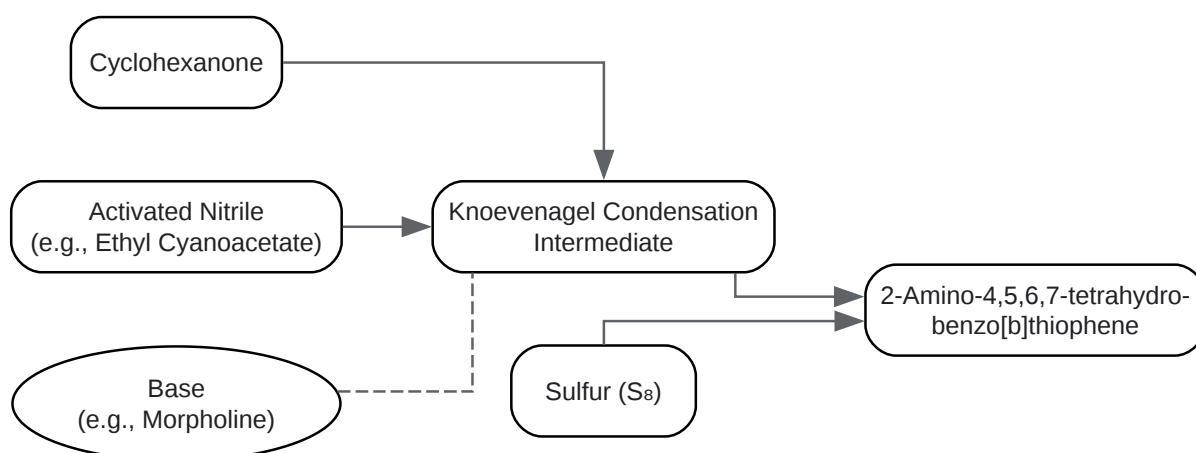 Cyclohexanone
Activated Nitrile
(e.g., Ethyl Cyanoacetate)
Knoevenagel Condensation
Intermediate
2-Amino-4,5,6,7-tetrahydro-
benzo[b]thiophene
Base
(e.g., Morpholine)
Sulfur (S₈)